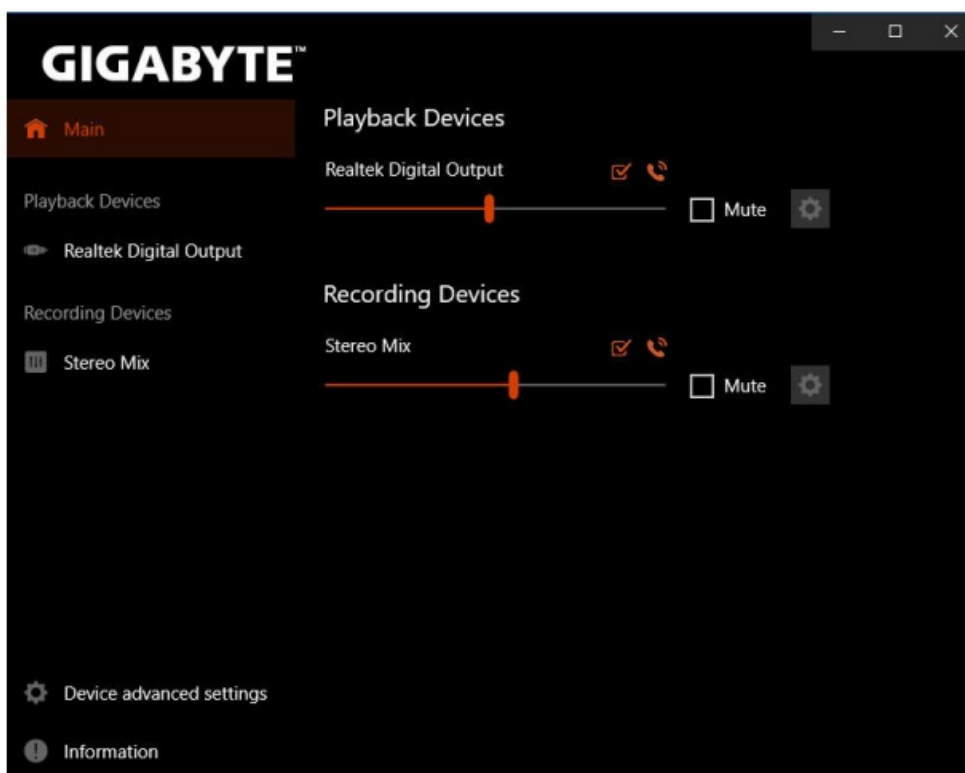 GIGABYTE™
Main
Playback Devices
Realtek Digital Output
Recording Devices
Stereo Mix
Device advanced settings
Information
Playback Devices
Realtek Digital Output
Mute
Recording Devices
Stereo Mix
Mute